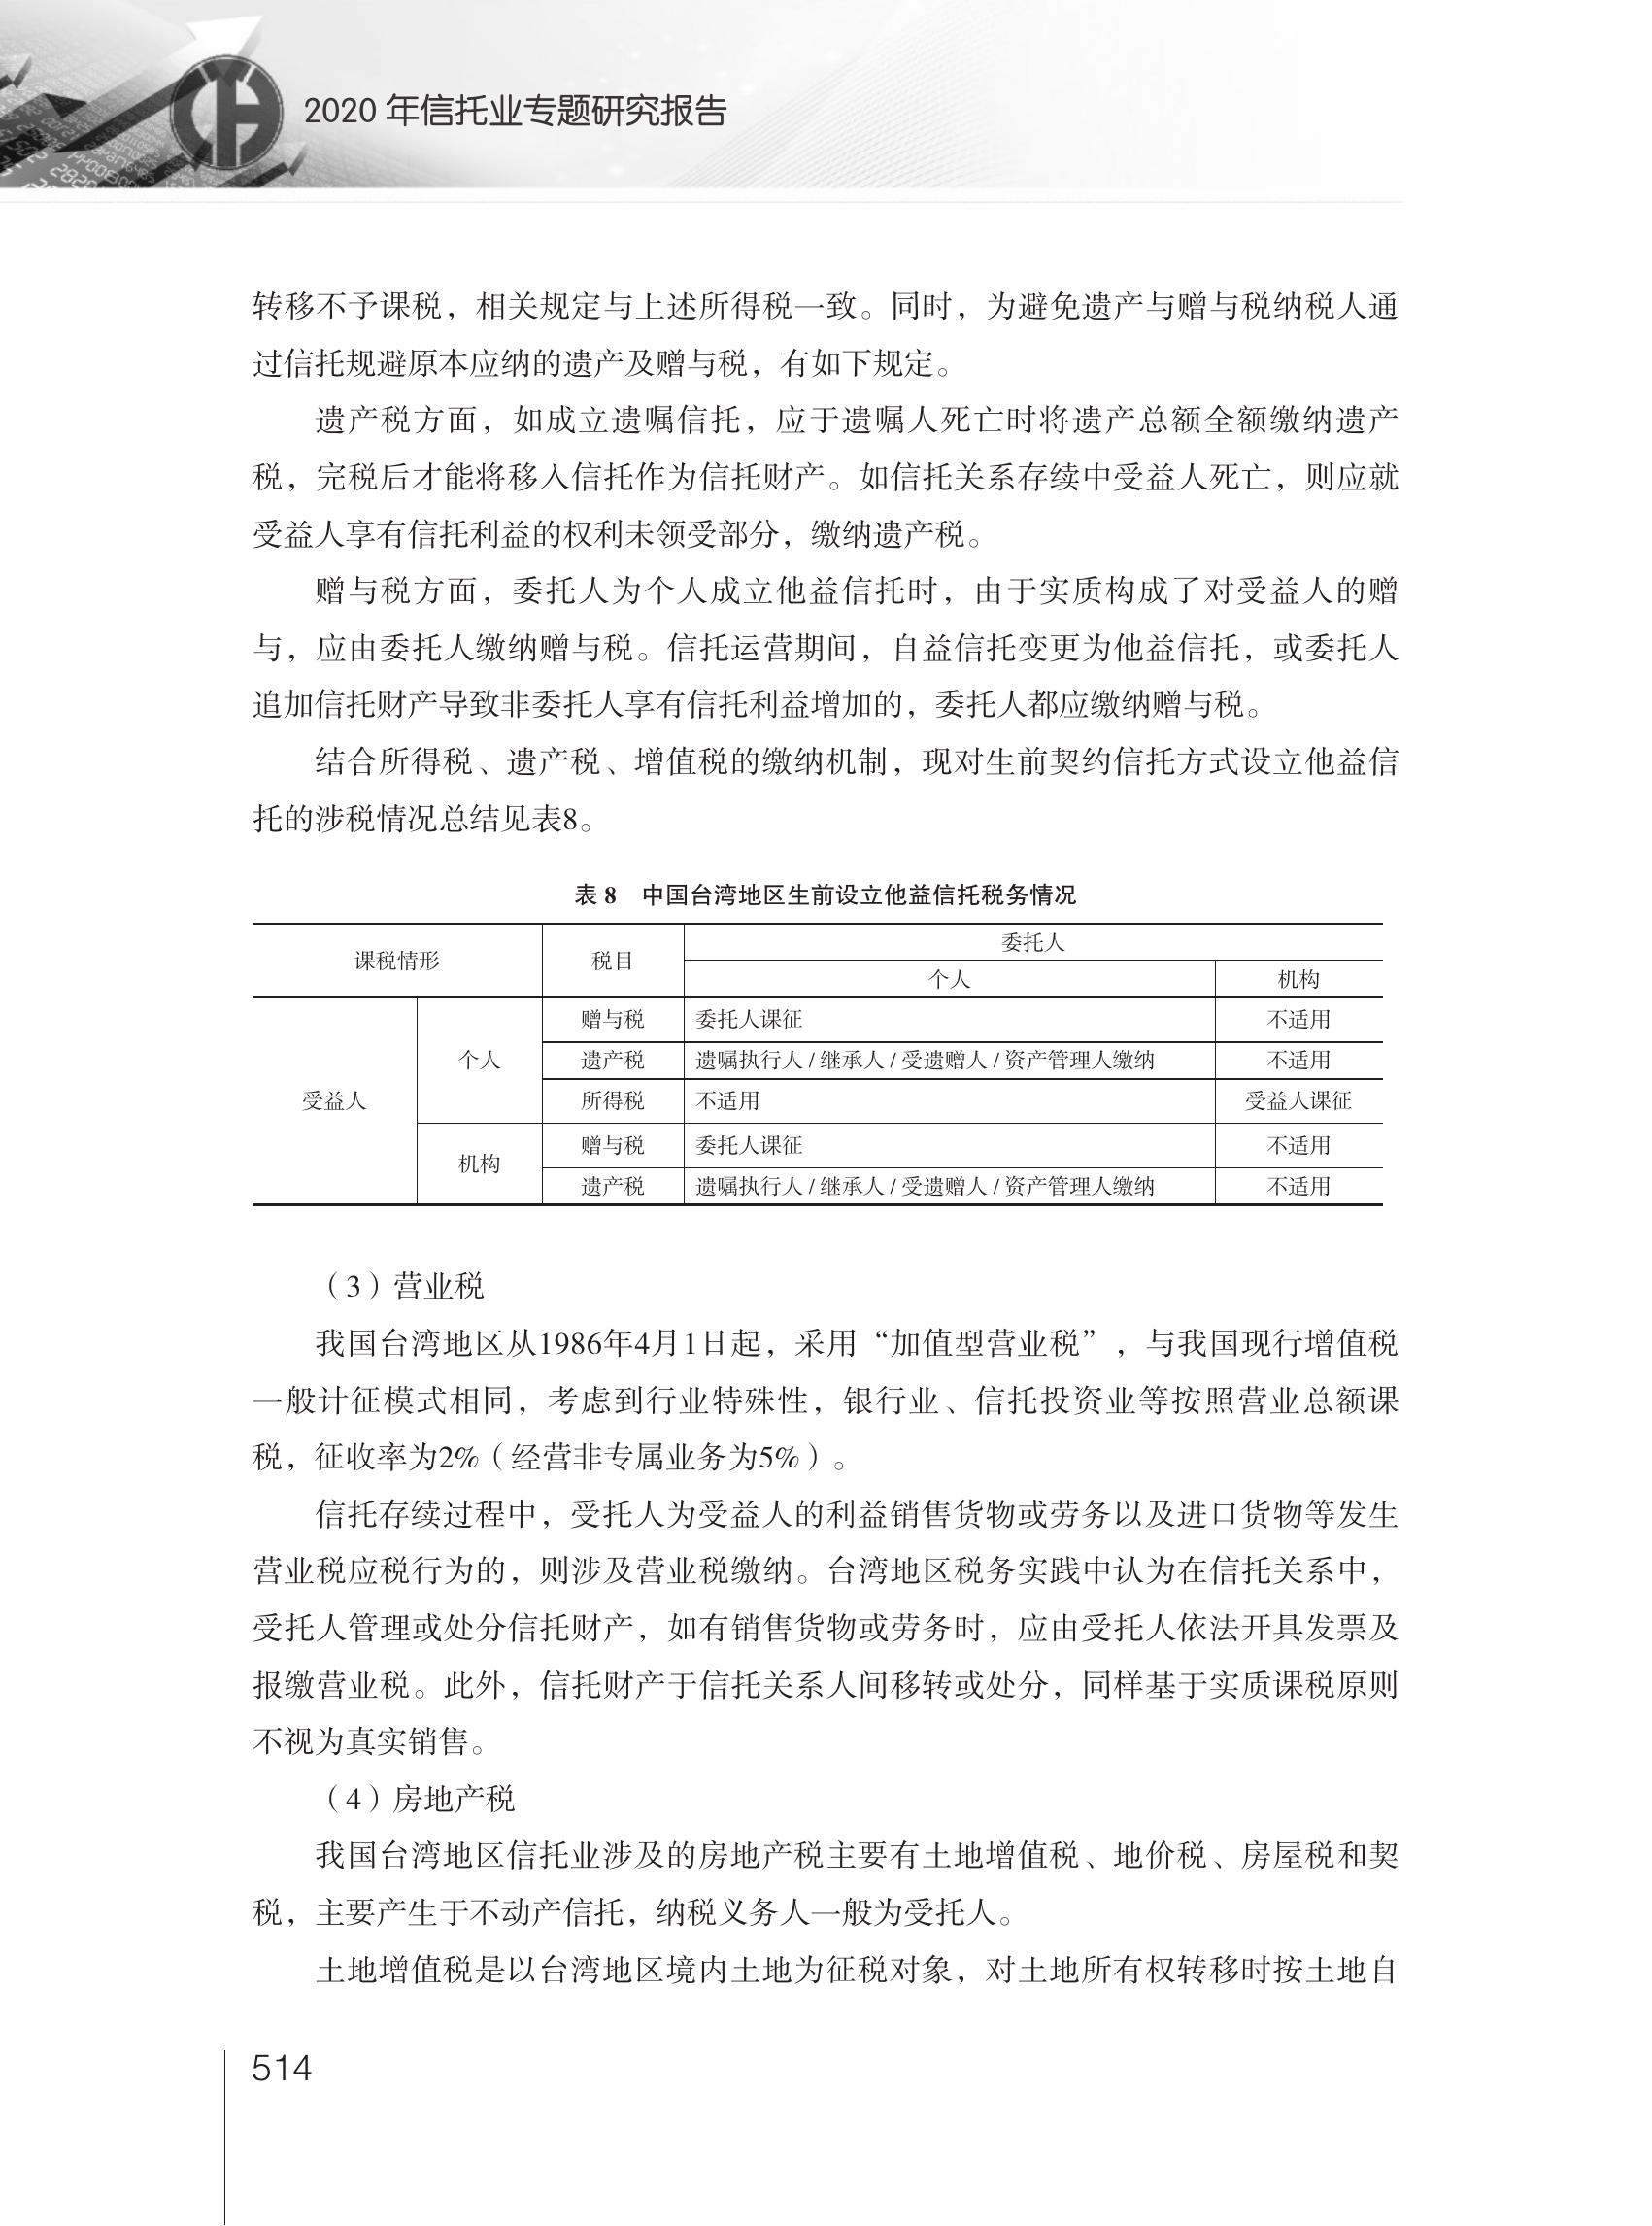 2020 年信托业专题研究报告
转移不予课税，相关规定与上述所得税一致。同时，为避免遗产与赠与税纳税人通
过信托规避原本应纳的遗产及赠与税，有如下规定。
遗产税方面，如成立遗嘱信托，应于遗嘱人死亡时将遗产总额全额缴纳遗产
税，完税后才能将移入信托作为信托财产。如信托关系存续中受益人死亡，则应就
受益人享有信托利益的权利未领受部分，缴纳遗产税。
赠与税方面，委托人为个人成立他益信托时，由于实质构成了对受益人的赠
与，应由委托人缴纳赠与税。信托运营期间，自益信托变更为他益信托，或委托人
追加信托财产导致非委托人享有信托利益增加的，委托人都应缴纳赠与税。
结合所得税、遗产税、增值税的缴纳机制，现对生前契约信托方式设立他益信
托的涉税情况总结见表8。
表 8 中国台湾地区生前设立他益信托税务情况
课税情形 税目 委托人
个人 机构
受益人 个人 赠与税 委托人课征 不适用
遗产税 遗嘱执行人 / 继承人 / 受遗赠人 / 资产管理人缴纳 不适用
所得税 不适用 受益人课征
机构 赠与税 委托人课征 不适用
遗产税 遗嘱执行人 / 继承人 / 受遗赠人 / 资产管理人缴纳 不适用
（3）营业税
我国台湾地区从1986年4月1日起，采用“加值型营业税”，与我国现行增值税
一般计征模式相同，考虑到行业特殊性，银行业、信托投资业等按照营业总额课
税，征收率为2%（经营非专属业务为5%）。
信托存续过程中，受托人为受益人的利益销售货物或劳务以及进口货物等发生
营业税应税行为的，则涉及营业税缴纳。台湾地区税务实践中认为在信托关系中，
受托人管理或处分信托财产，如有销售货物或劳务时，应由受托人依法开具发票及
报缴营业税。此外，信托财产于信托关系人间移转或处分，同样基于实质课税原则
不视为真实销售。
（4）房地产税
我国台湾地区信托业涉及的房地产税主要有土地增值税、地价税、房屋税和契
税，主要产生于不动产信托，纳税义务人一般为受托人。
土地增值税是以台湾地区境内土地为征税对象，对土地所有权转移时按土地自
514